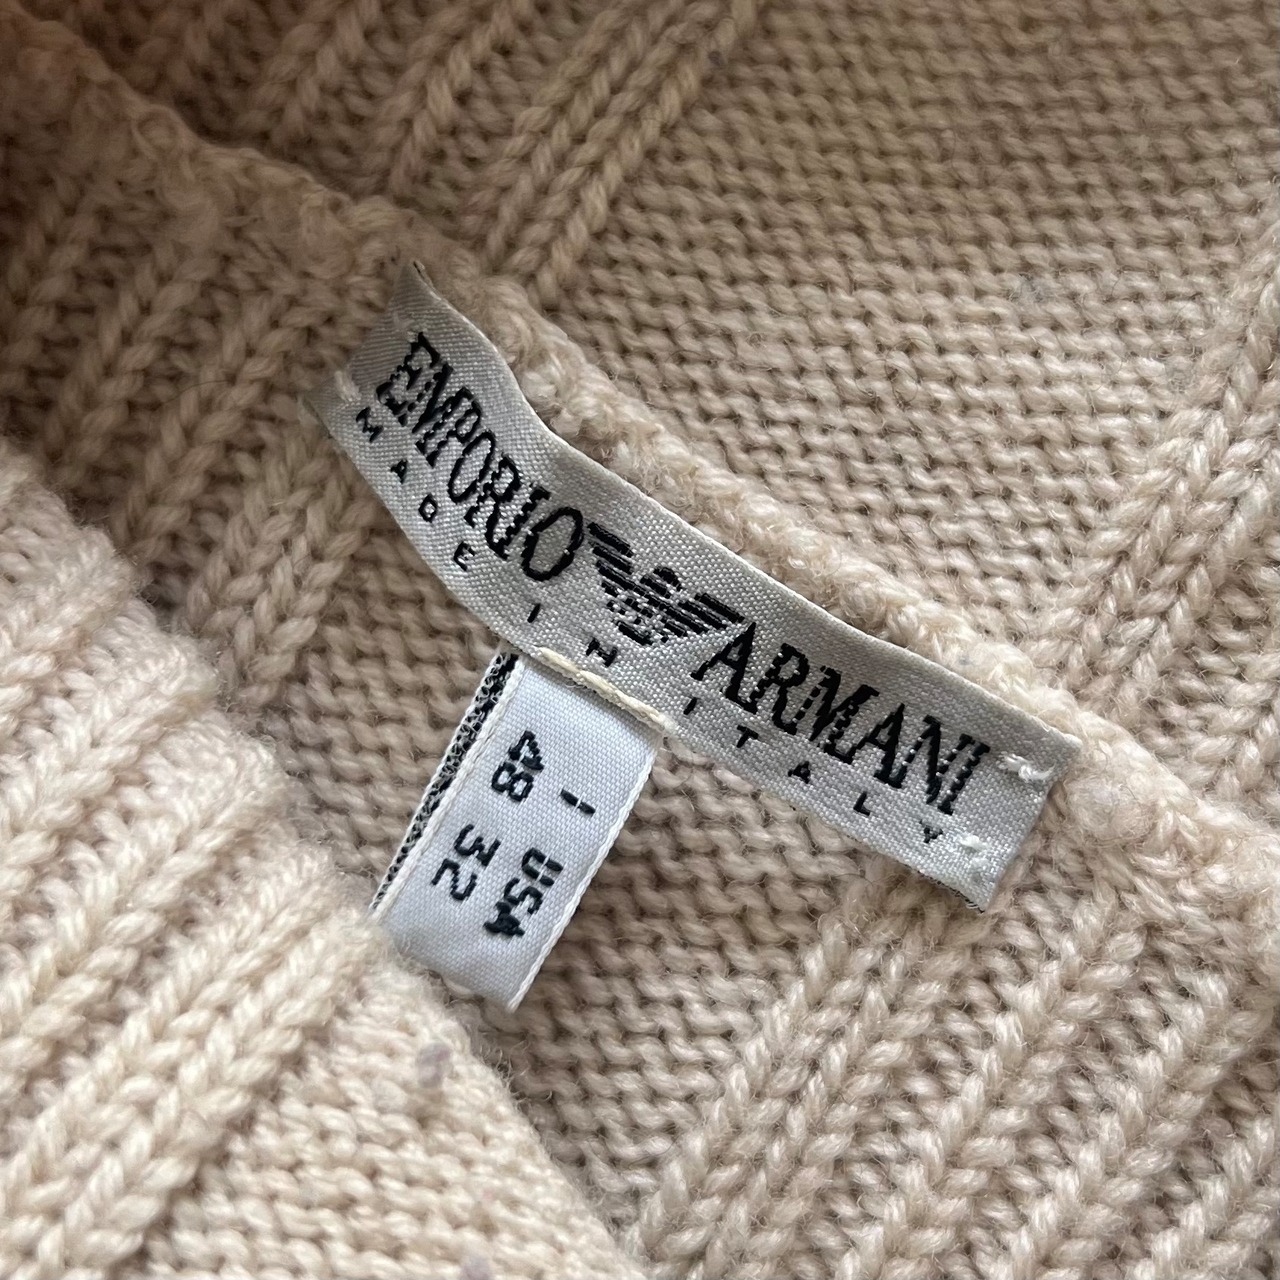 EMPORIO ARMANI
MADE IN ITALY
I USA
48 32